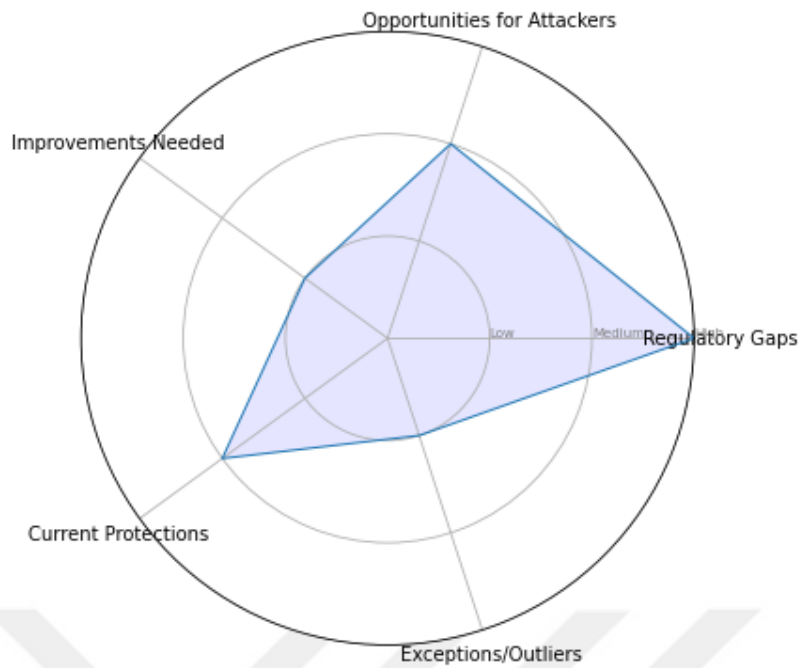 Opportunities for Attackers
Improvements Needed
Low
Medium
Regulatory Gaps
Current Protections
Exceptions/Outliers